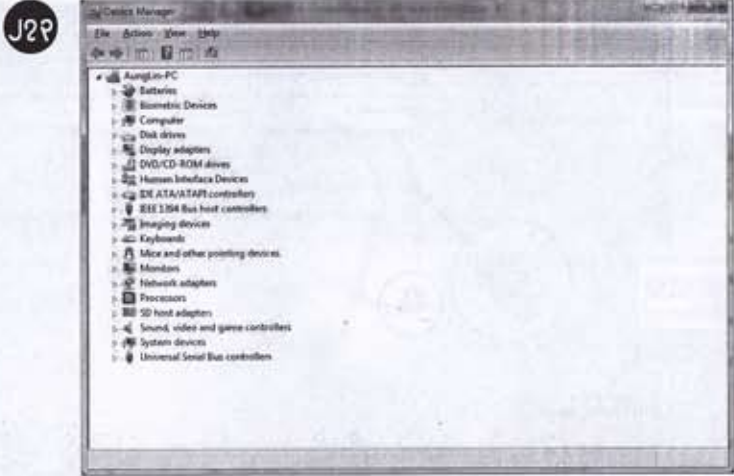 ၂၃၇
Device Manager
File Action View Help
AungLin-PC
Batteries
Biometric Devices
Computer
Disk drives
Display adapters
DVD/CD-ROM drives
Human Interface Devices
IDE ATA/ATAPI controllers
IEEE 1394 Bus host controllers
Imaging devices
Keyboards
Mice and other pointing devices
Monitors
Network adapters
Processors
SD host adapters
Sound, video and game controllers
System devices
Universal Serial Bus controllers